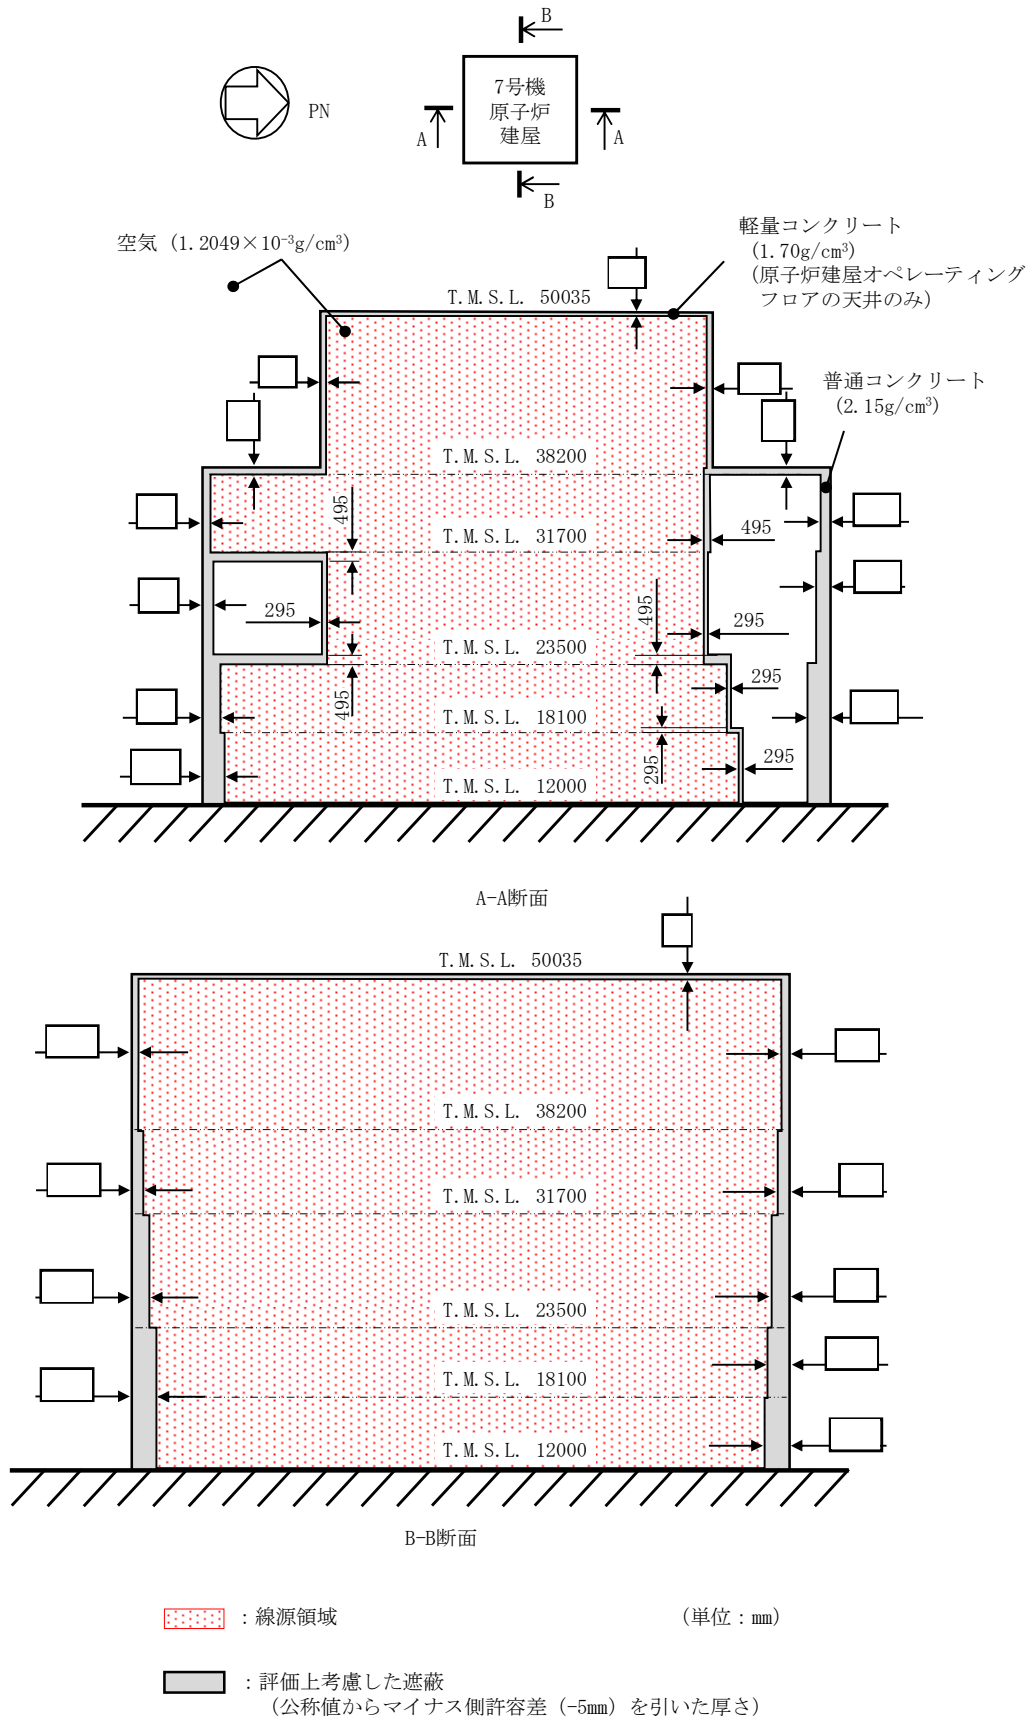 B
7号機
原子炉
建屋
PN
A
A
B
軽量コンクリート
(1.70g/cm³)
(原子炉建屋オペレーティング
フロアの天井のみ)
空気 (1.2049×10⁻³g/cm³)
T.M.S.L. 50035
普通コンクリート
(2.15g/cm³)
T.M.S.L. 38200
495
T.M.S.L. 31700
495
295
495
295
T.M.S.L. 23500
295
495
T.M.S.L. 18100
295
295
T.M.S.L. 12000
A-A断面
T.M.S.L. 50035
T.M.S.L. 38200
T.M.S.L. 31700
T.M.S.L. 23500
T.M.S.L. 18100
T.M.S.L. 12000
B-B断面
：線源領域
(単位：mm)
：評価上考慮した遮蔽
(公称値からマイナス側許容差 (-5mm) を引いた厚さ)